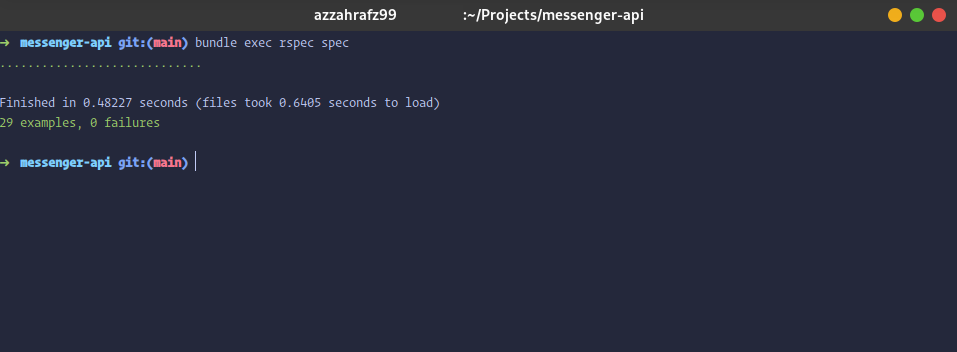 azzahrafz99 :~/Projects/messenger-api
➜ messenger-api git:(main) bundle exec rspec spec
.............................
Finished in 0.48227 seconds (files took 0.6405 seconds to load)
29 examples, 0 failures
➜ messenger-api git:(main)